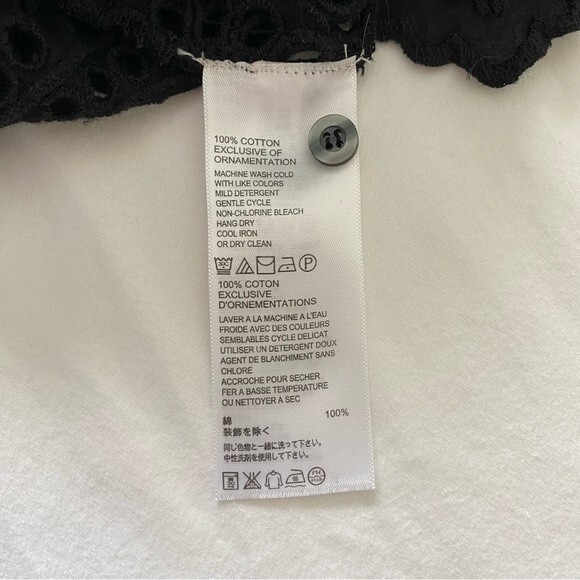 100% COTTON
EXCLUSIVE OF
ORNAMENTATION
MACHINE WASH COLD
WITH LIKE COLORS
MILD DETERGENT
GENTLE CYCLE
NON-CHLORINE BLEACH
HANG DRY
COOL IRON
OR DRY CLEAN
P
100% COTON
EXCLUSIVE
D'ORNEMENTATIONS
LAVER A LA MACHINE A L'EAU
FROIDE AVEC DES COULEURS
SEMBLABLES CYCLE DELICAT
UTILISER UN DETERGENT DOUX
AGENT DE BLANCHIMENT SANS
CHLORE
ACCROCHE POUR SECHER
FER A BASSE TEMPERATURE
OU NETTOYER A SEC
綿 100%
装飾を除く
同じ色物と一緒に洗って下さい。
中性洗剤を使用して下さい。